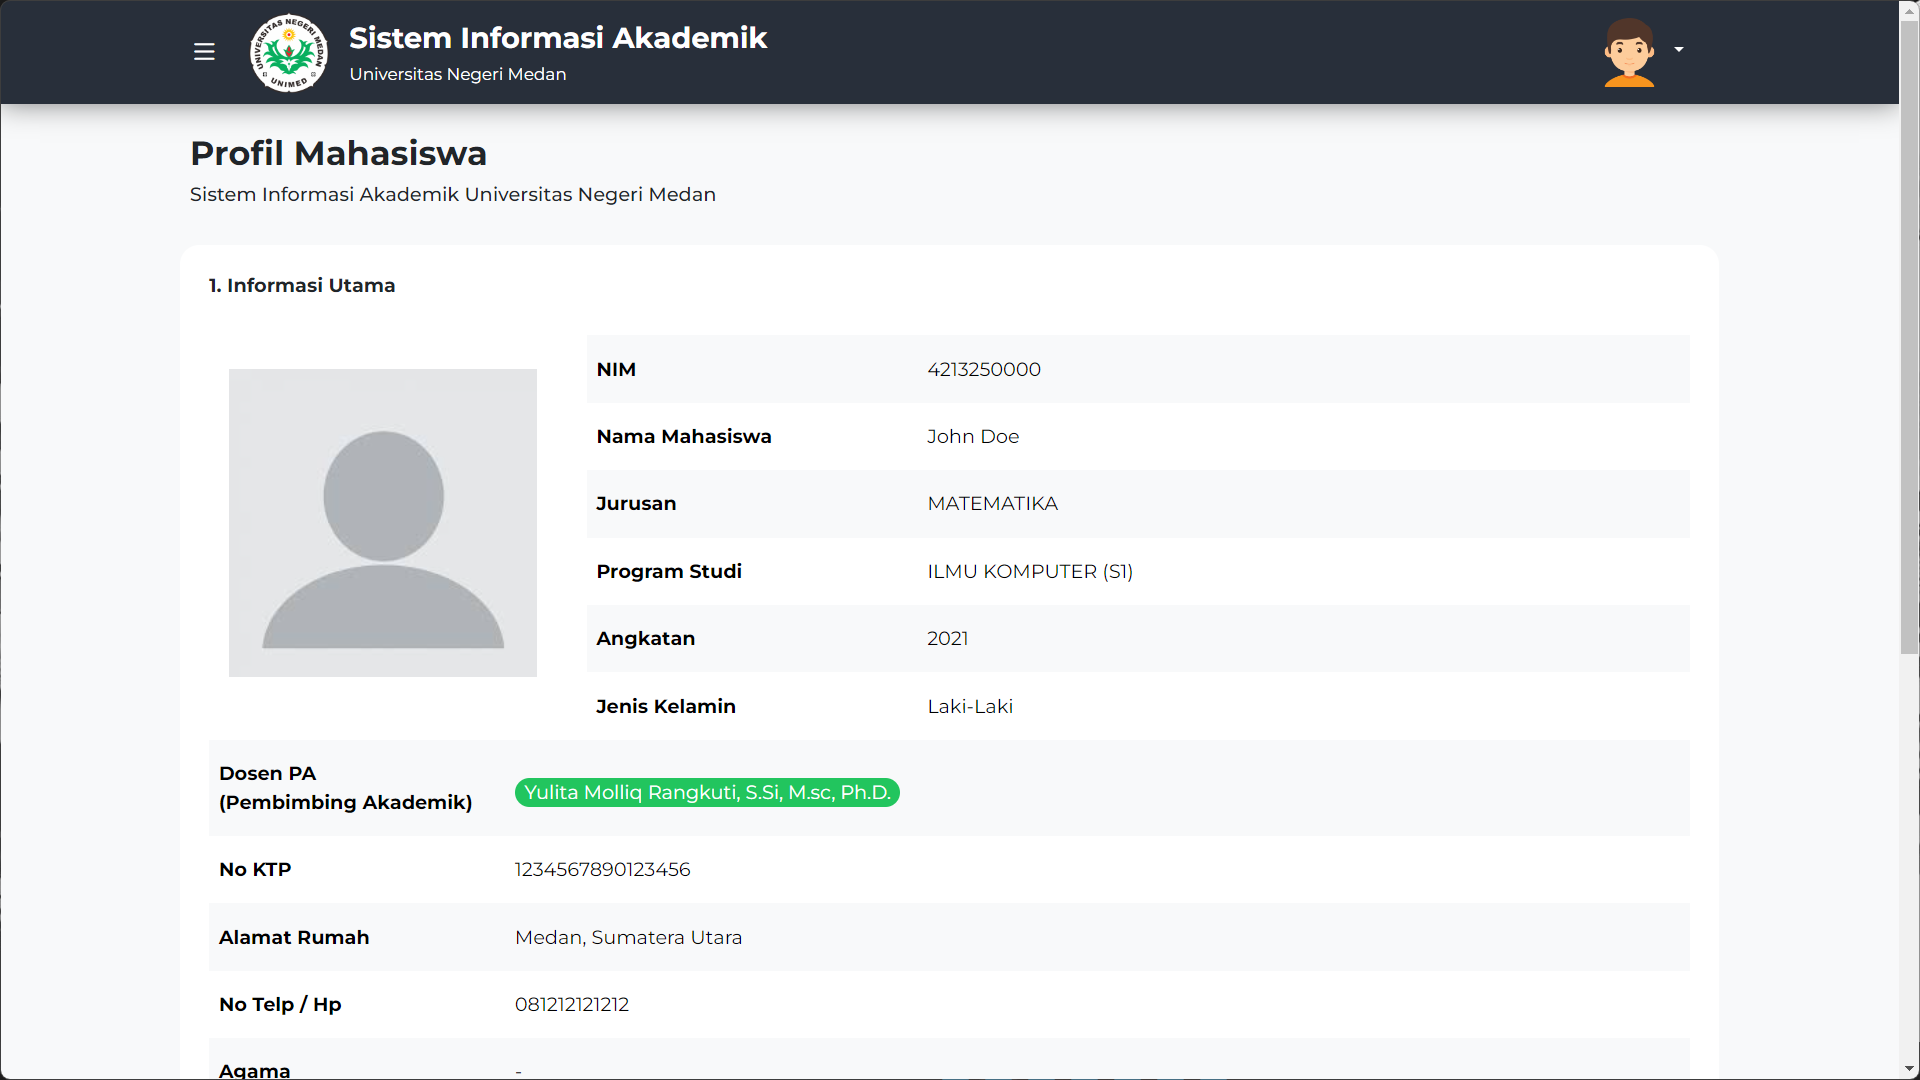 UNIVERSITAS NEGERI MEDAN
UNIMED
Sistem Informasi Akademik
Universitas Negeri Medan
Profil Mahasiswa
Sistem Informasi Akademik Universitas Negeri Medan
1. Informasi Utama
NIM 4213250000
Nama Mahasiswa John Doe
Jurusan MATEMATIKA
Program Studi ILMU KOMPUTER (S1)
Angkatan 2021
Jenis Kelamin Laki-Laki
Dosen PA
(Pembimbing Akademik) Yulita Molliq Rangkuti, S.Si, M.sc, Ph.D.
No KTP 1234567890123456
Alamat Rumah Medan, Sumatera Utara
No Telp / Hp 081212121212
Agama -